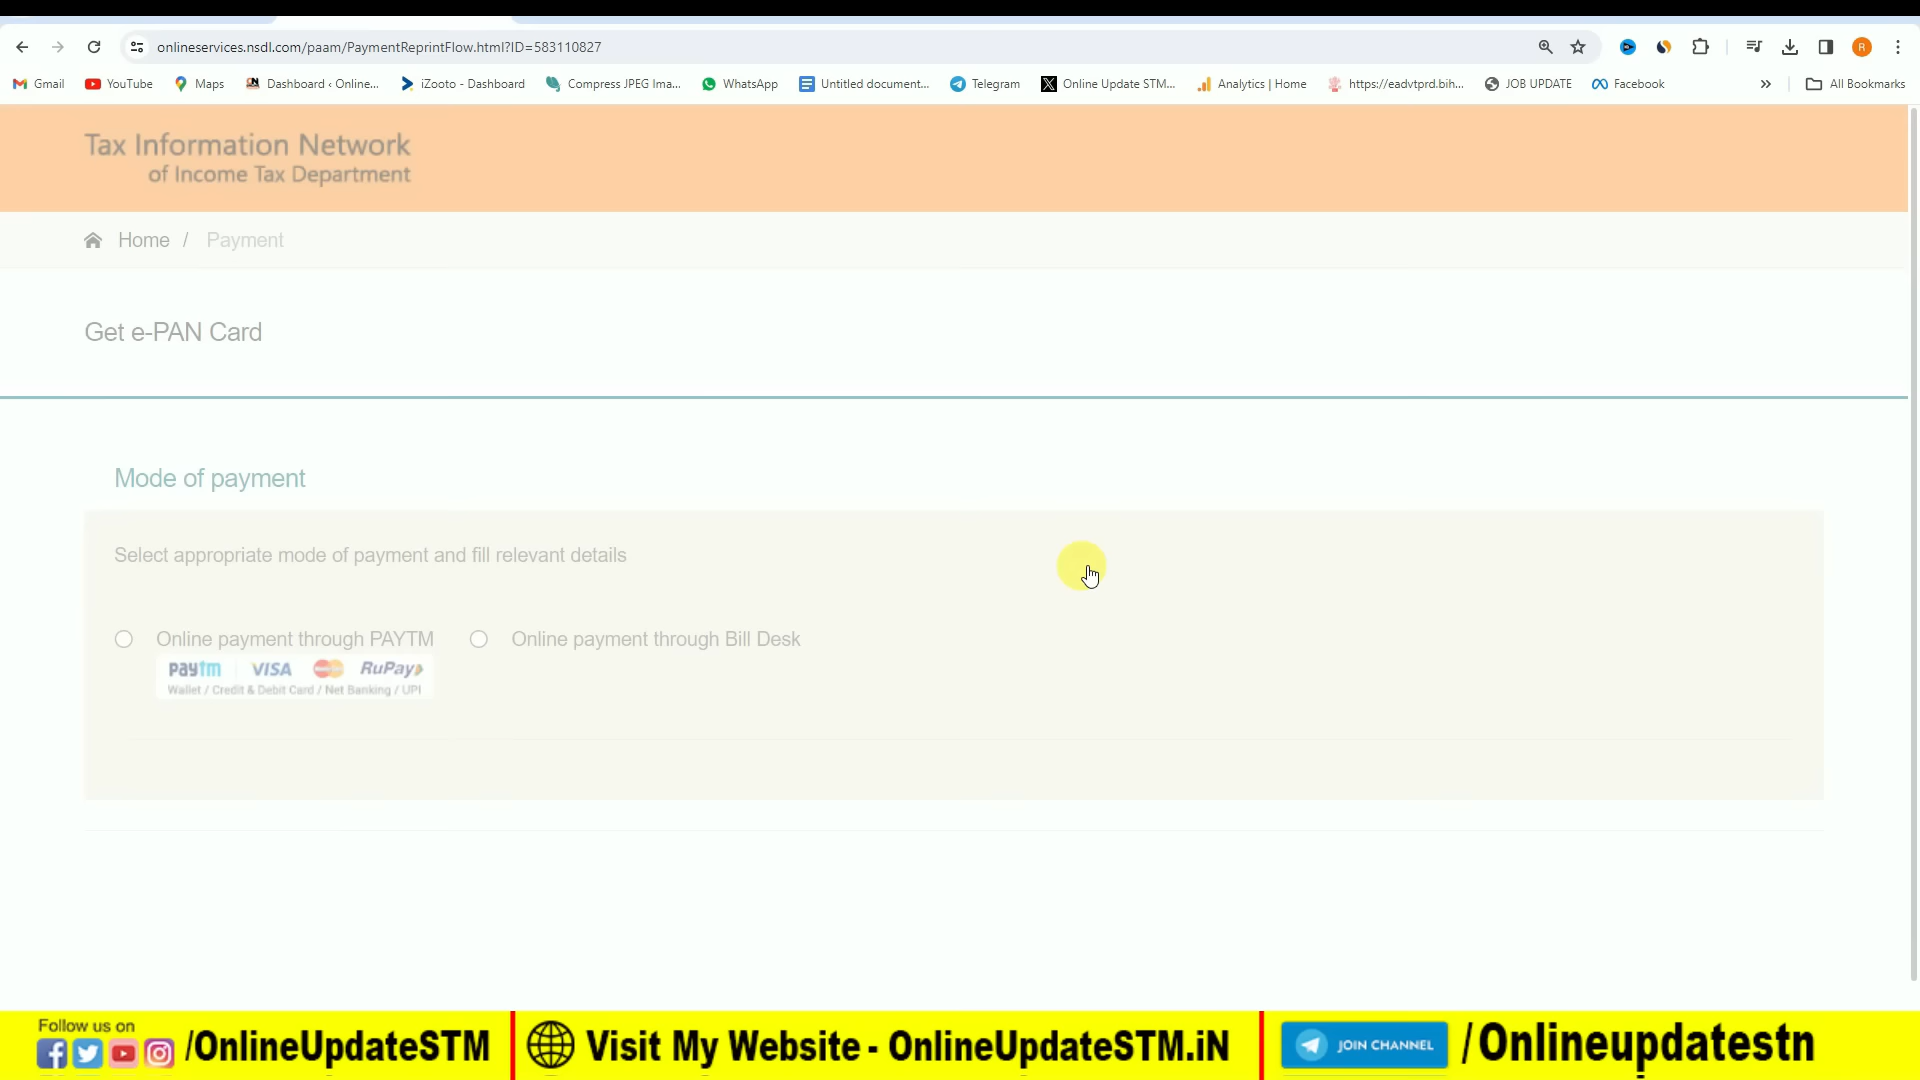 onlineservices.nsdl.com/paam/PaymentReprintFlow.html?ID=583110827
R
Gmail YouTube Maps Dashboard ‹ Online... iZooto - Dashboard Compress JPEG Ima... WhatsApp Untitled document... Telegram Online Update STM... Analytics | Home https://eadvtprd.bih... JOB UPDATE Facebook » All Bookmarks
Tax Information Network
of Income Tax Department
Home / Payment
Get e-PAN Card
Mode of payment
Select appropriate mode of payment and fill relevant details
Online payment through PAYTM Online payment through Bill Desk
paytm VISA RuPay
Wallet / Credit & Debit Card / Net Banking / UPI
Follow us on
/OnlineUpdateSTM
Visit My Website - OnlineUpdateSTM.iN
JOIN CHANNEL
/Onlineupdatestn